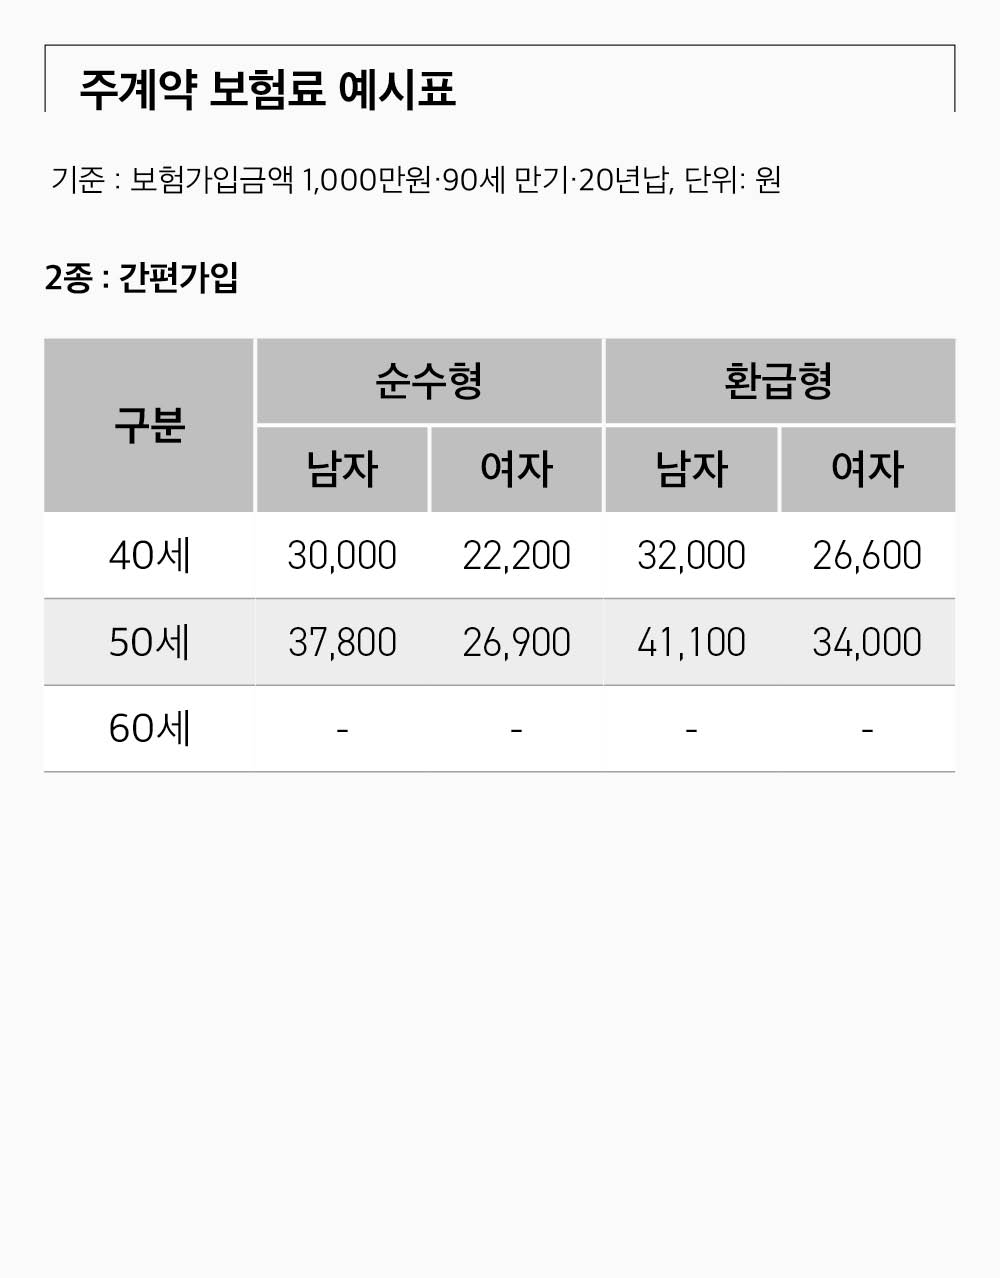 주계약 보험료 예시표
기준 : 보험가입금액 1,000만원·90세 만기·20년납, 단위: 원
2종 : 간편가입
구분 순수형 환급형
남자 여자 남자 여자
40세 30,000 22,200 32,000 26,600
50세 37,800 26,900 41,100 34,000
60세 - - - -